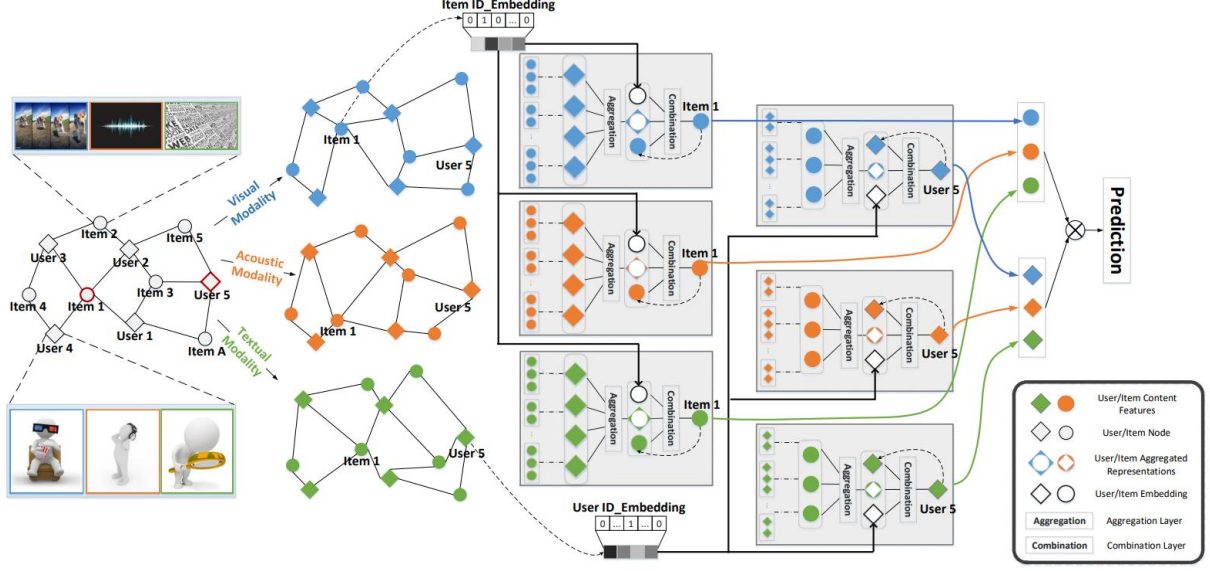 Item ID_Embedding
0 1 0 ... 0
Item 1
User 5
Visual
Modality
Item 2
Item 5
User 3
User 2
Acoustic
Modality
Item 3
User 5
Item 4
Item 1
User 1
User 4
Item A
Textual
Modality
Item 1
User 5
Item 1
User 5
Aggregation
Combination
Item 1
Aggregation
Combination
Item 1
Aggregation
Combination
Item 1
Aggregation
Combination
User 5
Aggregation
Combination
User 5
Aggregation
Combination
User 5
User ID_Embedding
0 ... 1 ... 0
Prediction
User/Item Content
Features
User/Item Node
User/Item Aggregated
Representations
User/Item Embedding
Aggregation Aggregation Layer
Combination Combination Layer
WEB